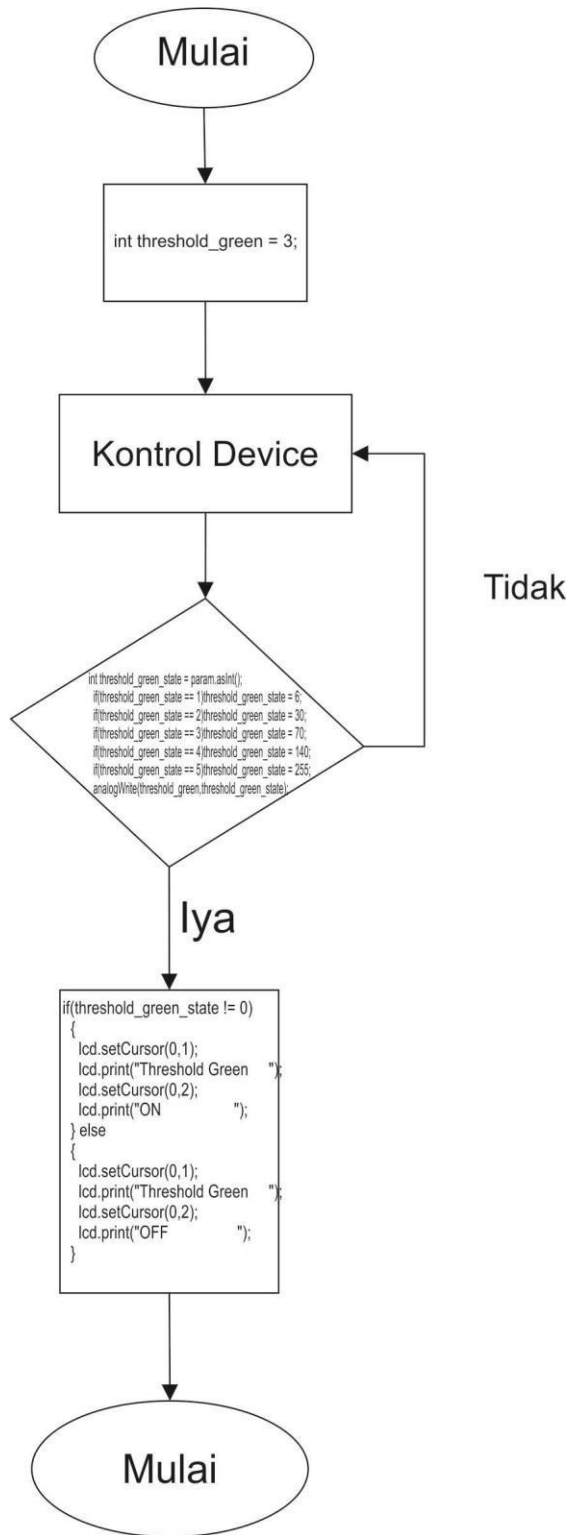 Mulai
int threshold_green = 3;
Kontrol Device
Tidak
int threshold_green_state = param.asInt();
if(threshold_green_state == 1)threshold_green_state = 6;
if(threshold_green_state == 2)threshold_green_state = 30;
if(threshold_green_state == 3)threshold_green_state = 70;
if(threshold_green_state == 4)threshold_green_state = 140;
if(threshold_green_state == 5)threshold_green_state = 255;
analogWrite(threshold_green,threshold_green_state);
Iya
if(threshold_green_state != 0)
{
lcd.setCursor(0,1);
lcd.print("Threshold Green     ");
lcd.setCursor(0,2);
lcd.print("ON                  ");
} else
{
lcd.setCursor(0,1);
lcd.print("Threshold Green     ");
lcd.setCursor(0,2);
lcd.print("OFF                 ");
}
Mulai